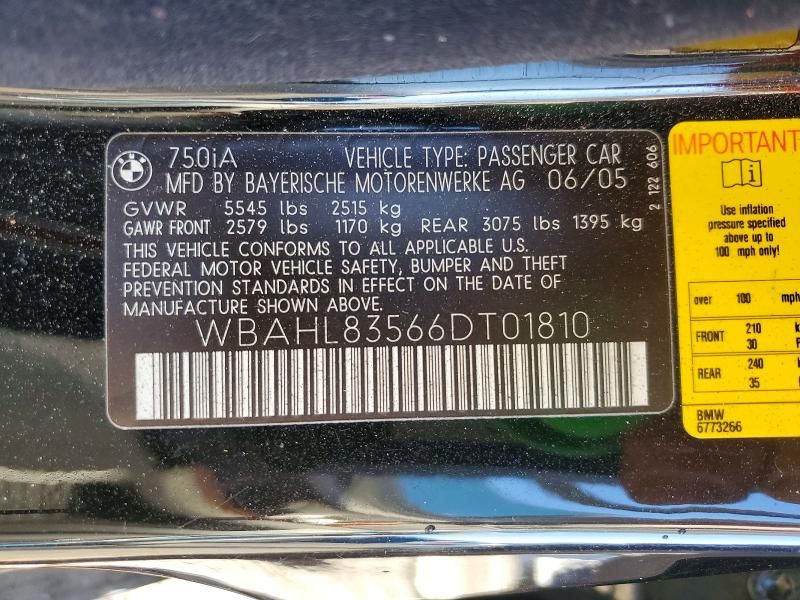 BMW
750iA VEHICLE TYPE: PASSENGER CAR
MFD BY BAYERISCHE MOTORENWERKE AG 06/05
GVWR 5545 lbs 2515 kg
GAWR FRONT 2579 lbs 1170 kg REAR 3075 lbs 1395 kg
THIS VEHICLE CONFORMS TO ALL APPLICABLE U.S.
FEDERAL MOTOR VEHICLE SAFETY, BUMPER AND THEFT
PREVENTION STANDARDS IN EFFECT ON THE DATE OF
MANUFACTURE SHOWN ABOVE.
WBAHL83566DT01810
2 122 606
IMPORTANT
i
Use inflation
pressure specified
above up to
100 mph only!
over 100 mph
FRONT 210
30
REAR 240
35
BMW
6773266